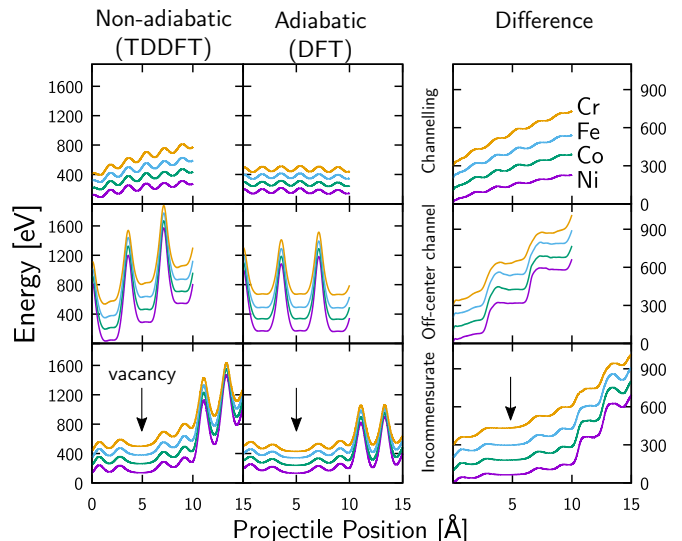 Non-adiabatic
(TDDFT)
Adiabatic
(DFT)
Difference
1600
1200
800
400
900
600
300
0
Channelling
Cr
Fe
Co
Ni
Energy [eV]
1600
1200
800
400
900
600
300
0
Off-center channel
1600
1200
800
400
0
vacancy
900
600
300
0
Incommensurate
0 5 10 15 5 10 15 0 5 10 15
Projectile Position [Å]